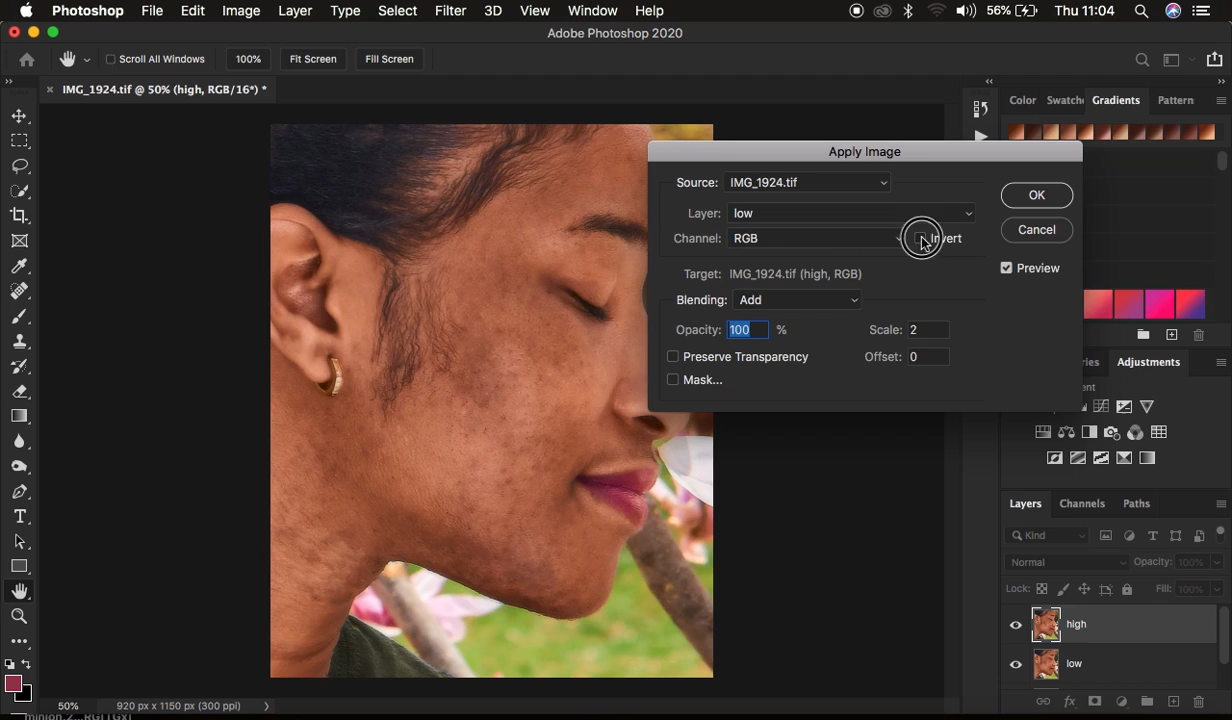 Photoshop File Edit Image Layer Type Select Filter 3D View Window Help 56% Thu 11:04
Adobe Photoshop 2020
Scroll All Windows 100% Fit Screen Fill Screen
IMG_1924.tif @ 50% (high, RGB/16*) *
Color Swatche Gradients Pattern
Apply Image
Source: IMG_1924.tif
OK
Layer: low
Cancel
Channel: RGB Invert
Preview
Target: IMG_1924.tif (high, RGB)
Blending: Add
Opacity: 100 % Scale: 2
Preserve Transparency Offset: 0
Mask...
ries Adjustments
ent
Layers Channels Paths
Kind
Normal Opacity: 100%
Lock: Fill: 100%
high
low
50% 920 px x 1150 px (300 ppi)